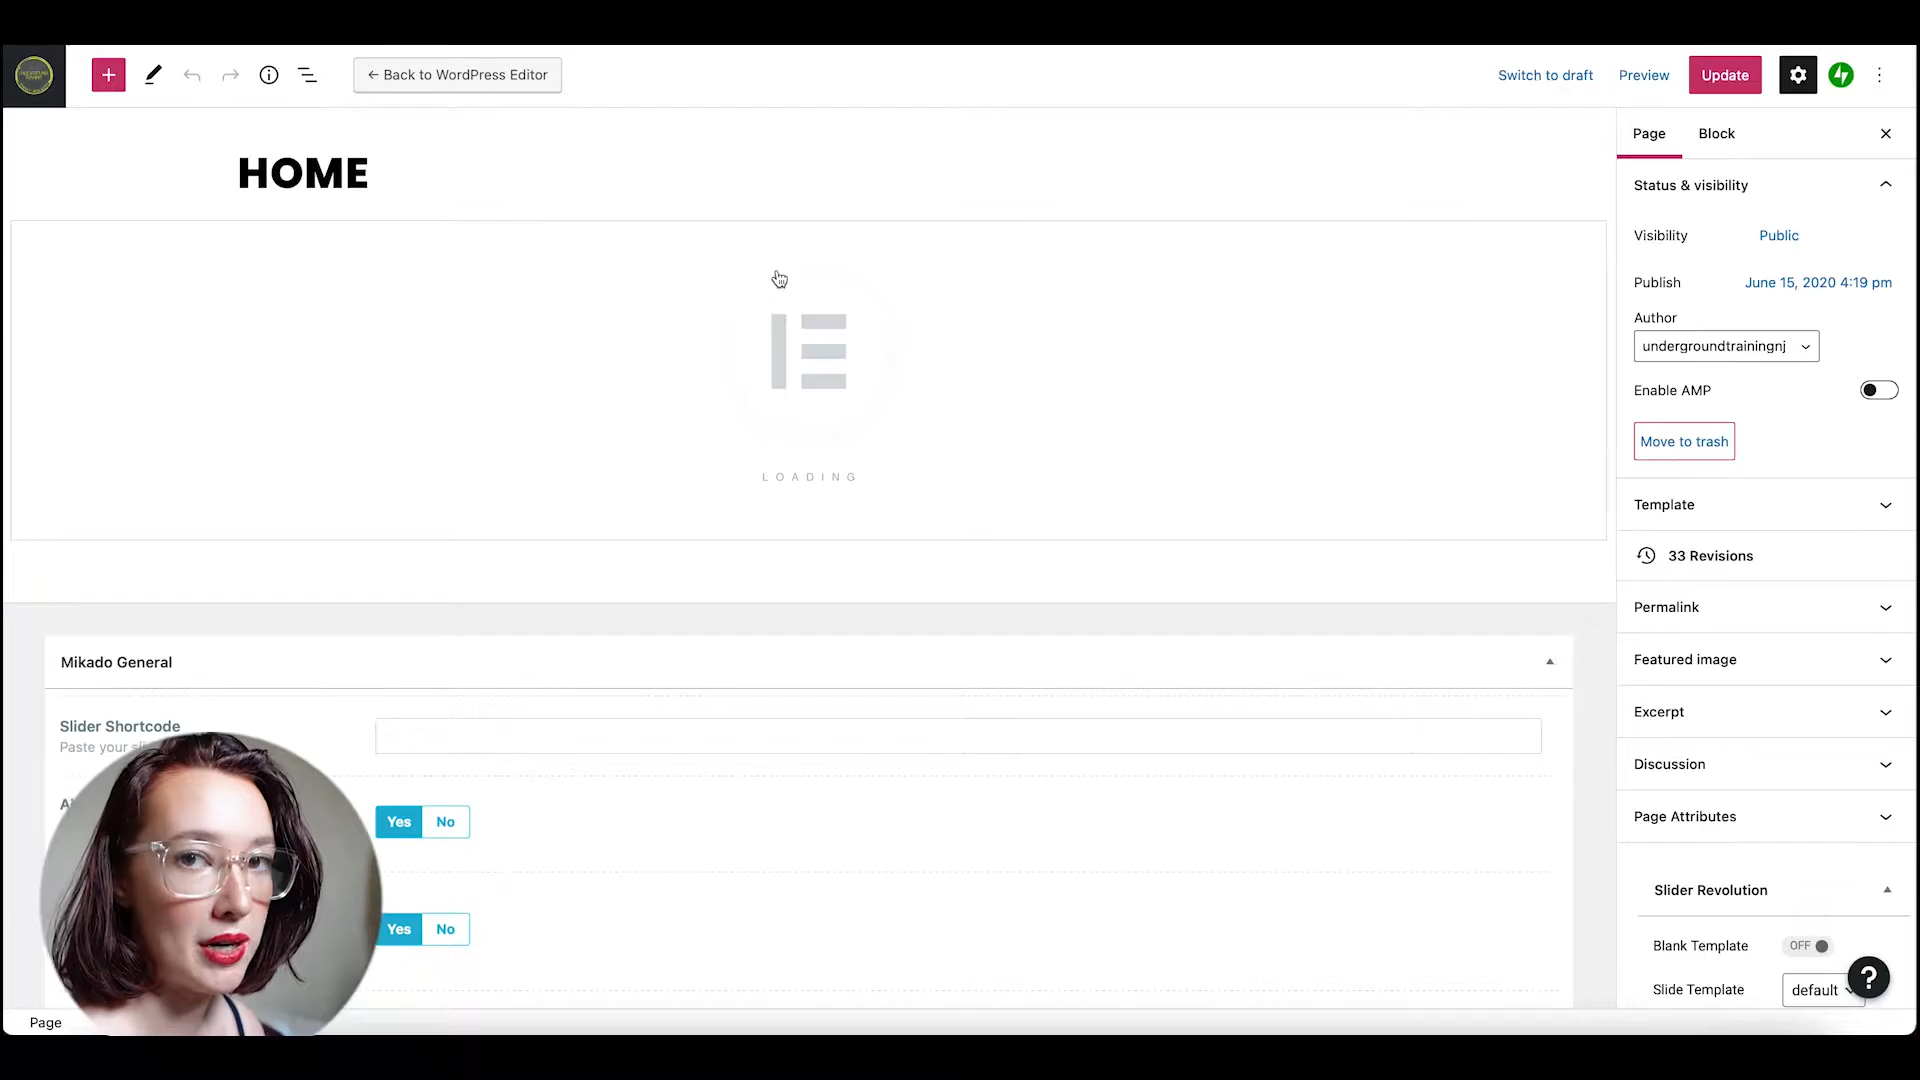 ← Back to WordPress Editor
Switch to draft
Preview
Update
HOME
LOADING
Page
Block
Status & visibility
Visibility
Public
Publish
June 15, 2020 4:19 pm
Author
undergroundtrainingnj
Enable AMP
Move to trash
Template
33 Revisions
Permalink
Featured image
Excerpt
Discussion
Page Attributes
Slider Revolution
Blank Template
OFF
Slide Template
default
?
Mikado General
Slider Shortcode
Paste your
Yes
No
Yes
No
Page